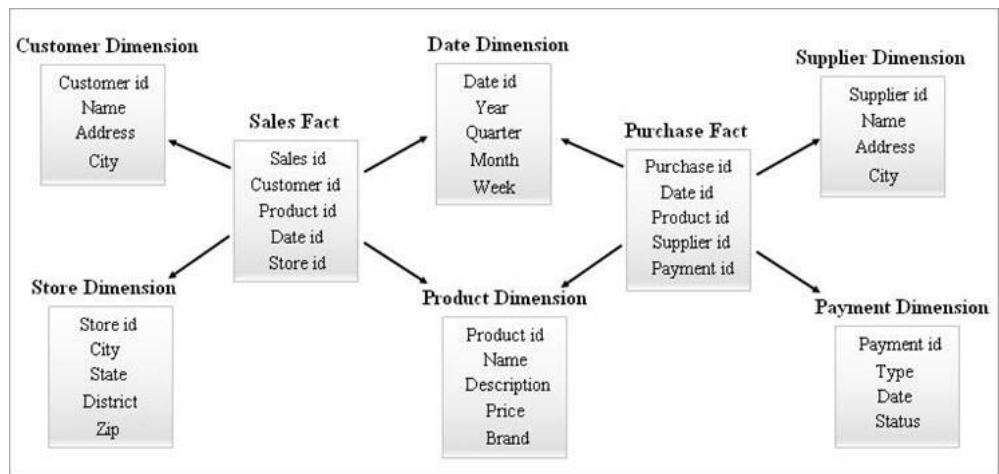 Customer Dimension
Customer id
Name
Address
City
Date Dimension
Date id
Year
Quarter
Month
Week
Supplier Dimension
Supplier id
Name
Address
City
Sales Fact
Sales id
Customer id
Product id
Date id
Store id
Purchase Fact
Purchase id
Date id
Product id
Supplier id
Payment id
Store Dimension
Store id
City
State
District
Zip
Product Dimension
Product id
Name
Description
Price
Brand
Payment Dimension
Payment id
Type
Date
Status